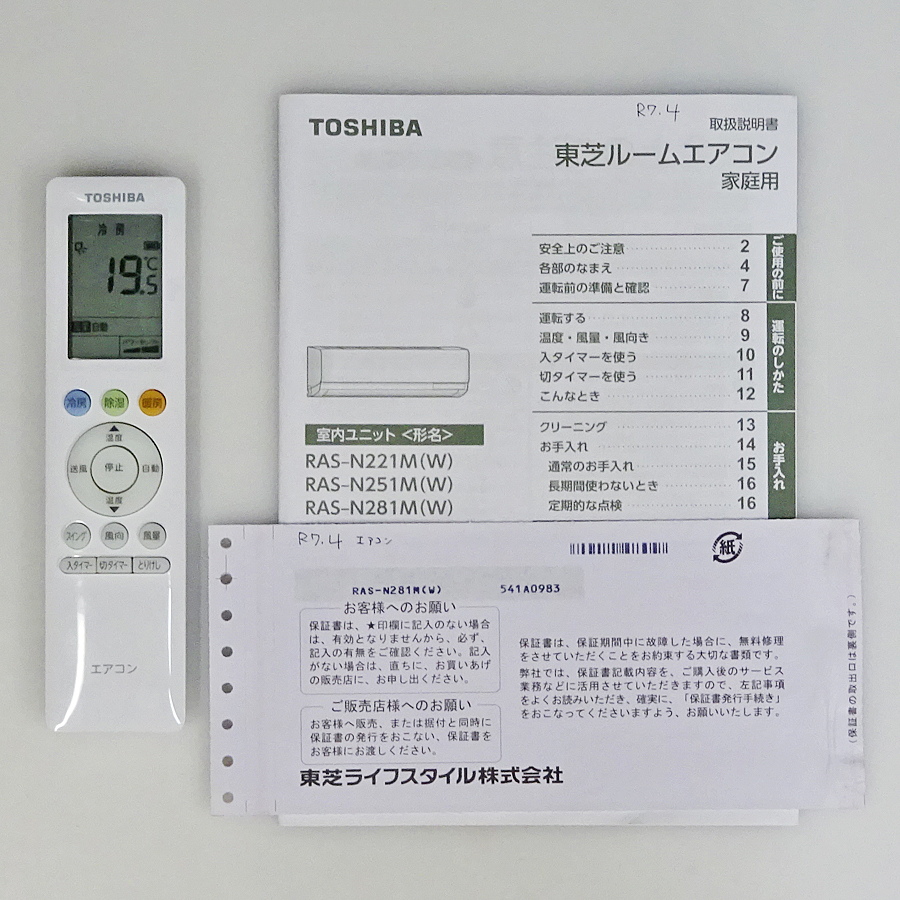 TOSHIBA
冷房
19.5℃
風量 自動
パワーセレクト
冷房 除湿 暖房
温度
送風 停止 自動
温度
スイング 風向 風量
入タイマー 切タイマー とりけし
エアコン
R7.4
TOSHIBA
取扱説明書
東芝ルームエアコン
家庭用
安全上のご注意 2
各部のなまえ 4
運転前の準備と確認 7
ご使用の前に
運転する 8
温度・風量・風向き 9
入タイマーを使う 10
切タイマーを使う 11
こんなとき 12
運転のしかた
クリーニング 13
お手入れ 14
通常のお手入れ 15
長期間使わないとき 16
定期的な点検 16
お手入れ
室内ユニット<形名>
RAS-N221M(W)
RAS-N251M(W)
RAS-N281M(W)
R7.4 エアコン
紙
RAS-N281M(W) 541A0983
お客様へのお願い
保証書は、★印欄に記入のない場合
は、有効となりませんから、必ず、
記入の有無をご確認ください。記入
がない場合は、直ちに、お買いあげ
の販売店に、お申し出ください。
ご販売店様へのお願い
お客様へ販売、または据付と同時に
保証書の発行をおこない、保証書を
お客様にお渡しください。
東芝ライフスタイル株式会社
保証書は、保証期間中に故障した場合に、無料修理
をさせていただくことをお約束する大切な書類です。
弊社では、保証書記載内容を、ご購入後のサービス
業務などに活用させていただきますので、左記事項
をよくお読みいただき、確実に、「保証書発行手続き」
をおこなってくださいますよう、お願いいたします。
(保証書の取出口は裏側です。)